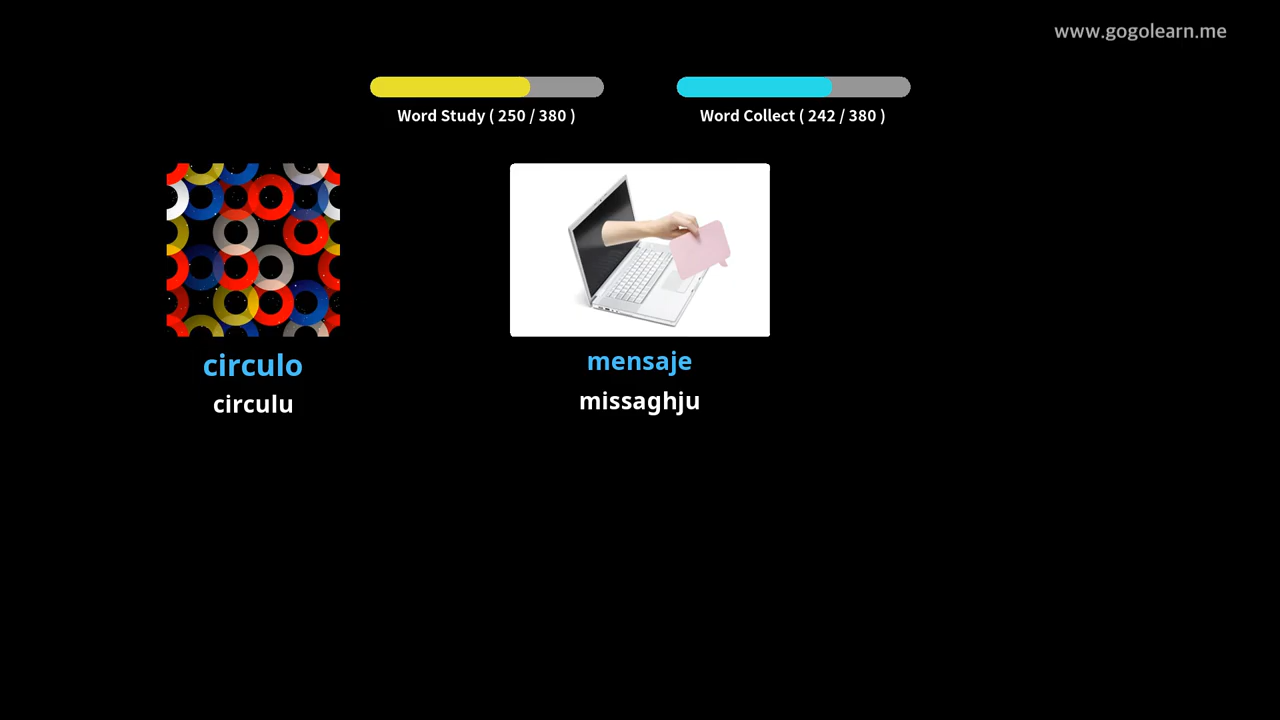 www.gogolearn.me
Word Study ( 250 / 380 )
Word Collect ( 242 / 380 )
circulo
circulu
mensaje
missaghju